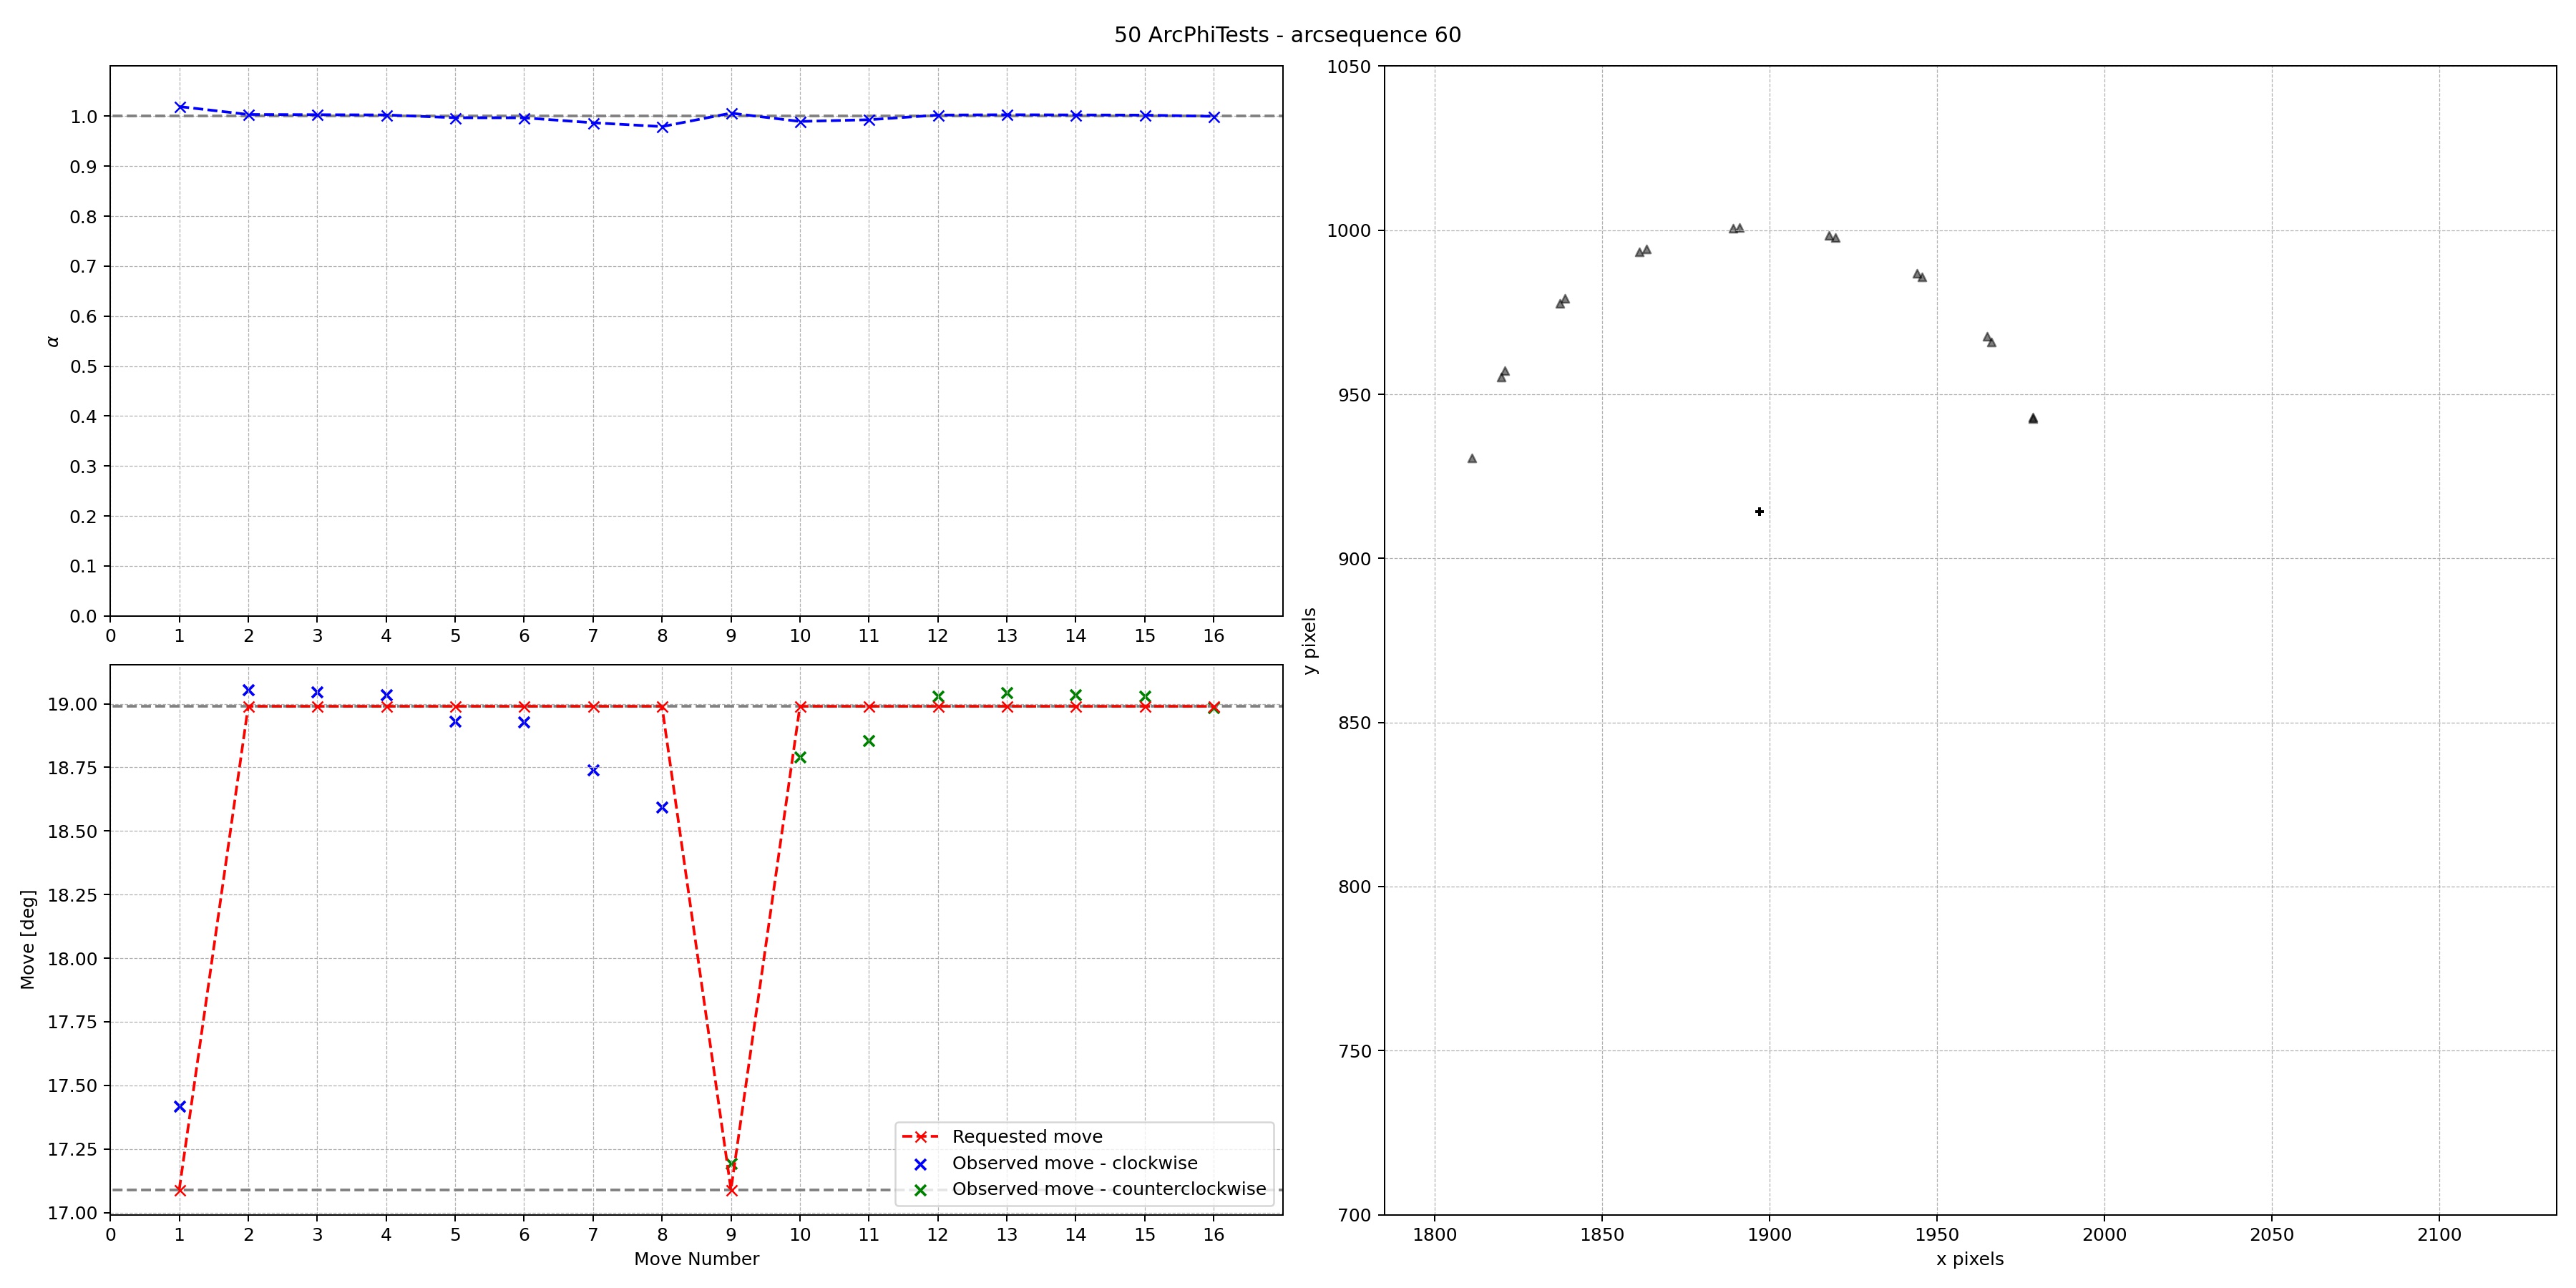 50 ArcPhiTests - arcsequence 60
1.0
0.9
0.8
0.7
0.6
0.5
0.4
0.3
0.2
0.1
0.0
α
0 1 2 3 4 5 6 7 8 9 10 11 12 13 14 15 16
19.00
18.75
18.50
18.25
18.00
17.75
17.50
17.25
17.00
Move [deg]
Requested move
Observed move - clockwise
Observed move - counterclockwise
0 1 2 3 4 5 6 7 8 9 10 11 12 13 14 15 16
Move Number
1050
1000
950
900
850
800
750
700
y pixels
1800 1850 1900 1950 2000 2050 2100
x pixels